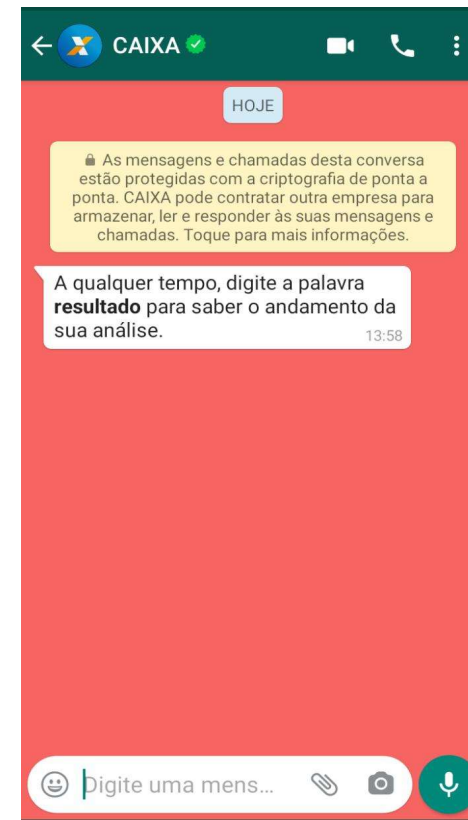 CAIXA
HOJE
As mensagens e chamadas desta conversa
estão protegidas com a criptografia de ponta a
ponta. CAIXA pode contratar outra empresa para
armazenar, ler e responder às suas mensagens e
chamadas. Toque para mais informações.
A qualquer tempo, digite a palavra
resultado para saber o andamento da
sua análise.
13:58
Digite uma mens...